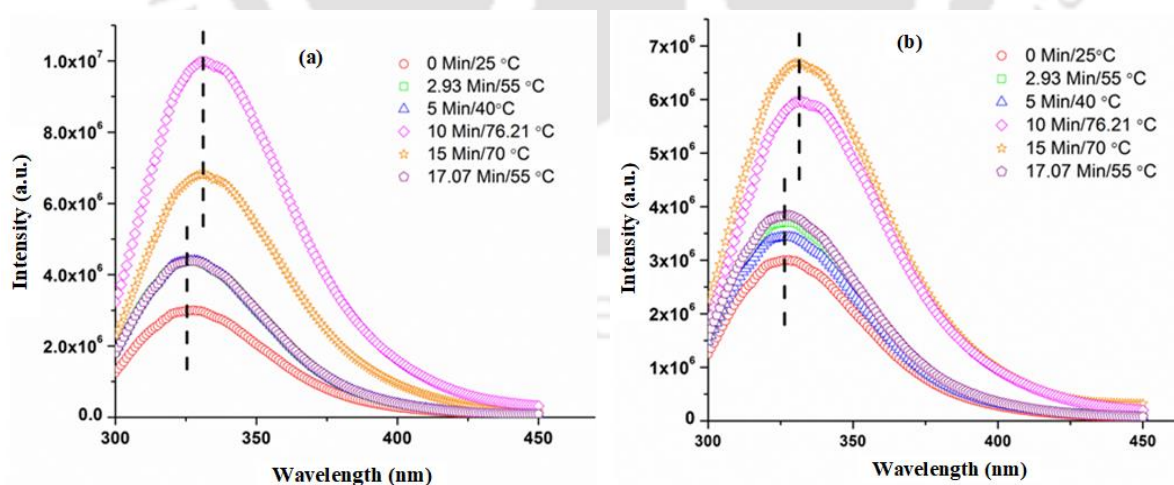 (a)
0 Min/25 °C
2.93 Min/55 °C
5 Min/40°C
10 Min/76.21 °C
15 Min/70 °C
17.07 Min/55 °C
1.0x10⁷
8.0x10⁶
6.0x10⁶
4.0x10⁶
2.0x10⁶
0.0
300
350
400
450
Intensity (a.u.)
Wavelength (nm)
(b)
0 Min/25°C
2.93 Min/55 °C
5 Min/40 °C
10 Min/76.21 °C
15 Min/70 °C
17.07 Min/55 °C
7x10⁶
6x10⁶
5x10⁶
4x10⁶
3x10⁶
2x10⁶
1x10⁶
0
300
350
400
450
Intensity (a.u.)
Wavelength (nm)